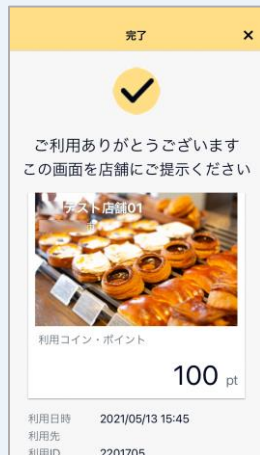 完了 ×
ご利用ありがとうございます
この画面を店舗にご提示ください
テスト店舗01
利用コイン・ポイント
100 pt
利用日時 2021/05/13 15:45
利用先
利用ID 2201705